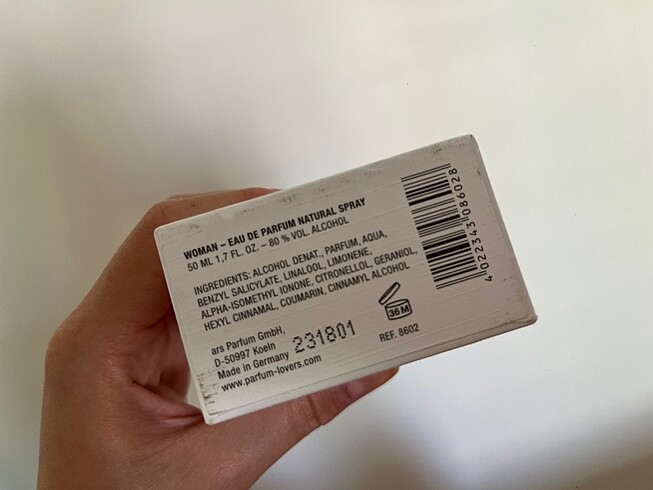 WOMAN – EAU DE PARFUM NATURAL SPRAY
50 ML 1,7 FL. OZ. – 80 % VOL. ALCOHOL
INGREDIENTS: ALCOHOL DENAT., PARFUM, AQUA,
BENZYL SALICYLATE, LINALOOL, LIMONENE,
ALPHA-ISOMETHYL IONONE, CITRONELLOL, GERANIOL,
HEXYL CINNAMAL, COUMARIN, CINNAMYL ALCOHOL
ars Parfum GmbH,
D-50997 Koeln
Made in Germany
www.parfum-lovers.com
231801
36 M
REF. 8602
4022343086028